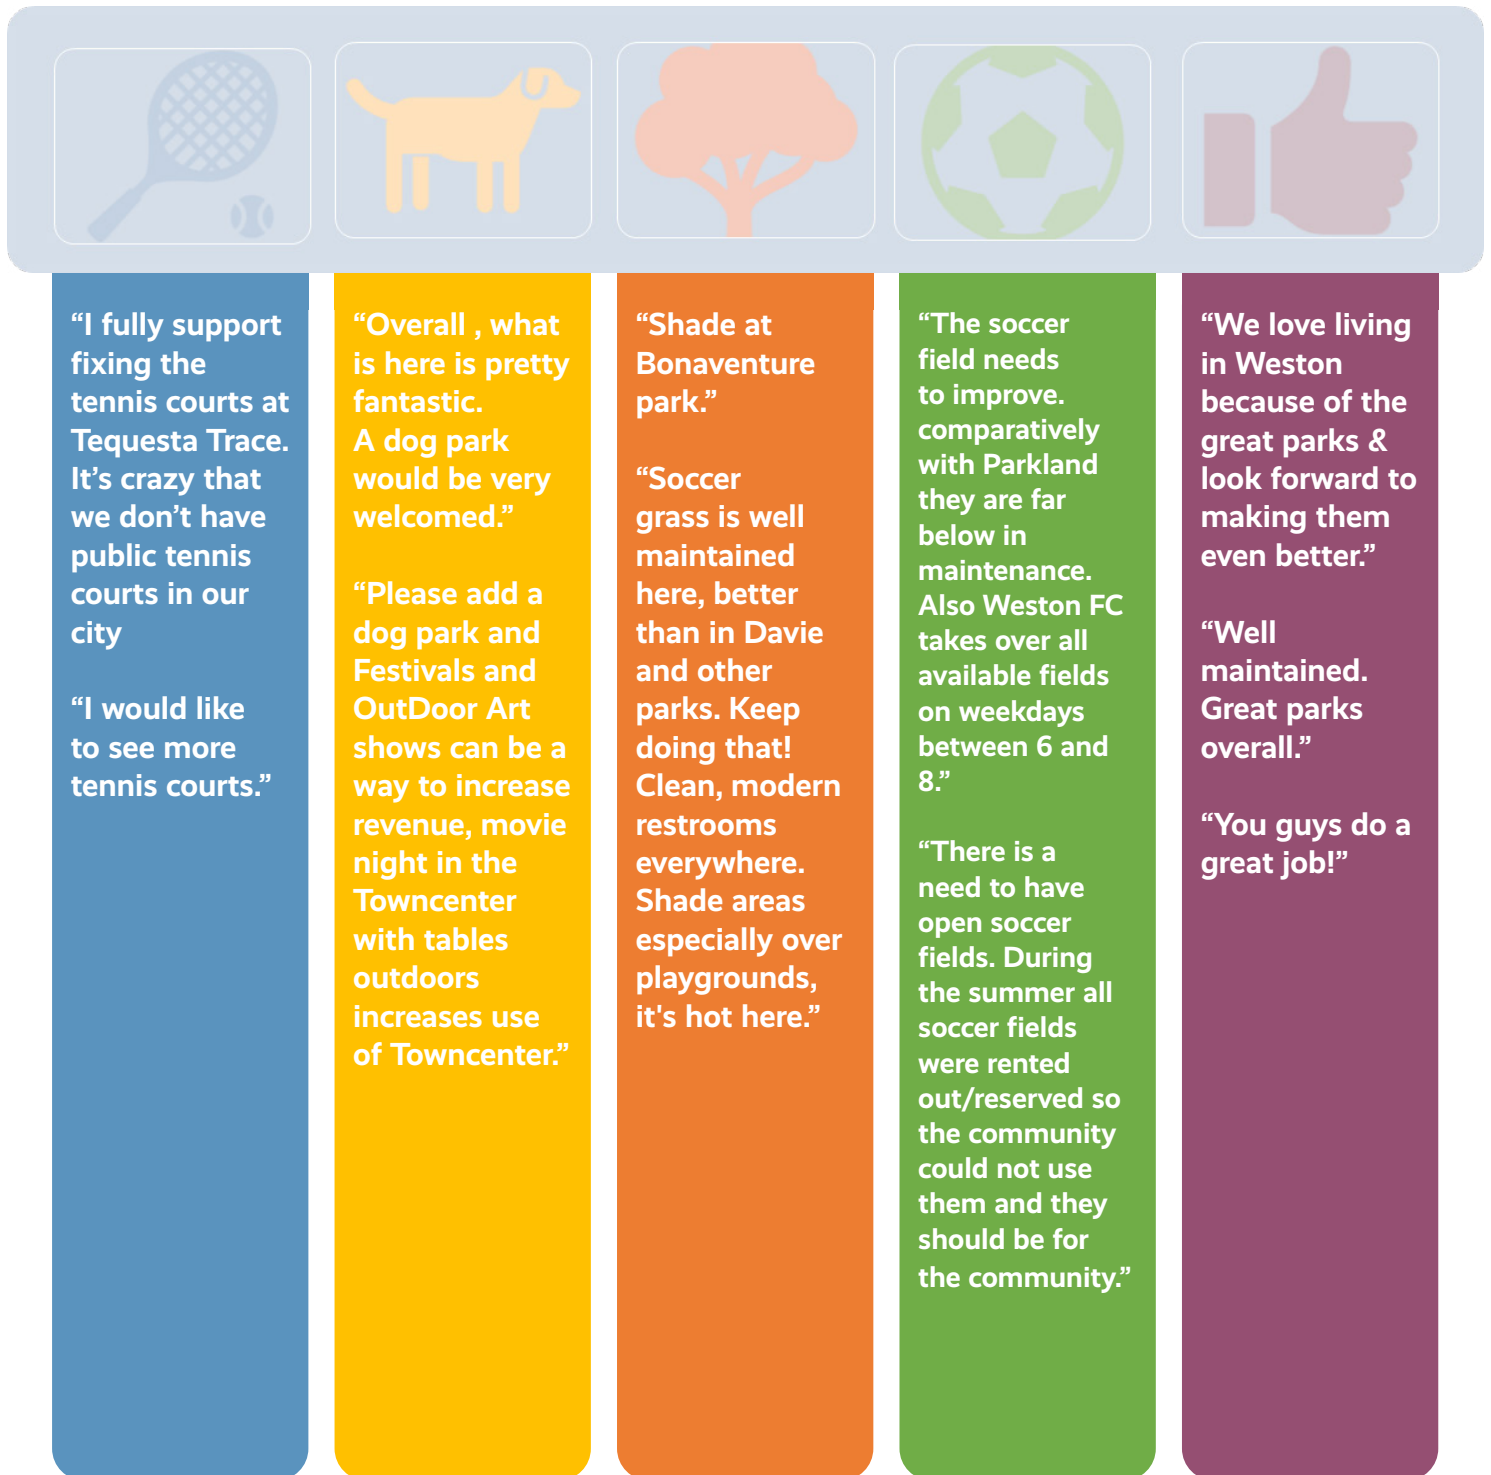 “I fully support
fixing the
tennis courts at
Tequesta Trace.
It’s crazy that
we don’t have
public tennis
courts in our
city
“I would like
to see more
tennis courts.”
“Overall , what
is here is pretty
fantastic.
A dog park
would be very
welcomed.”
“Please add a
dog park and
Festivals and
OutDoor Art
shows can be a
way to increase
revenue, movie
night in the
Towncenter
with tables
outdoors
increases use
of Towncenter.”
“Shade at
Bonaventure
park.”
“Soccer
grass is well
maintained
here, better
than in Davie
and other
parks. Keep
doing that!
Clean, modern
restrooms
everywhere.
Shade areas
especially over
playgrounds,
it's hot here.”
“The soccer
field needs
to improve.
comparatively
with Parkland
they are far
below in
maintenance.
Also Weston FC
takes over all
available fields
on weekdays
between 6 and
8.”
“There is a
need to have
open soccer
fields. During
the summer all
soccer fields
were rented
out/reserved so
the community
could not use
them and they
should be for
the community.”
“We love living
in Weston
because of the
great parks &
look forward to
making them
even better.”
“Well
maintained.
Great parks
overall.”
“You guys do a
great job!”